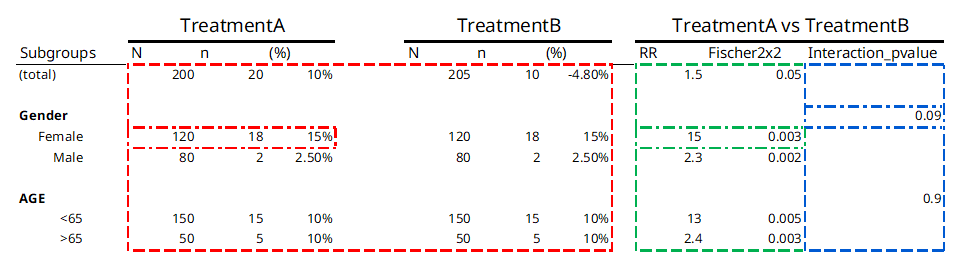 TreatmentA TreatmentB TreatmentA vs TreatmentB
Subgroups N n (%) N n (%) RR Fischer2x2 Interaction_pvalue
(total) 200 20 10% 205 10 -4.80% 1.5 0.05
Gender 0.09
Female 120 18 15% 120 18 15% 15 0.003
Male 80 2 2.50% 80 2 2.50% 2.3 0.002
AGE 0.9
<65 150 15 10% 150 15 10% 13 0.005
>65 50 5 10% 50 5 10% 2.4 0.003